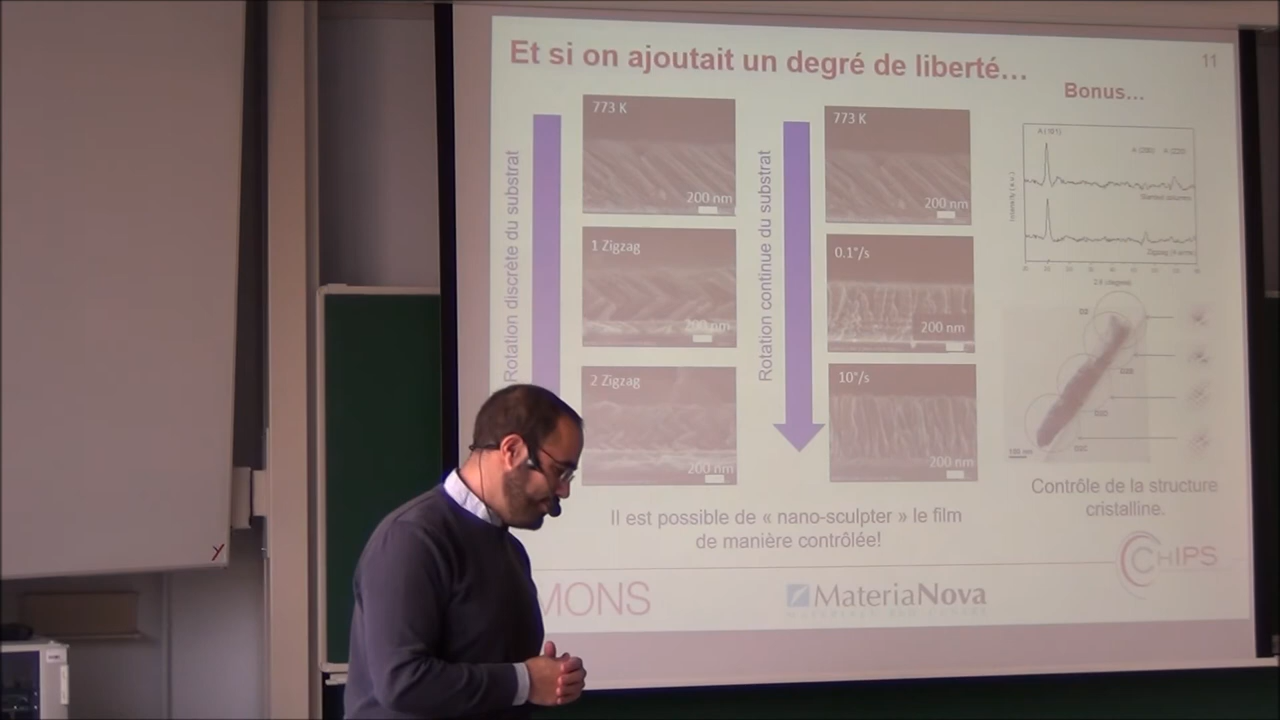 Et si on ajoutait un degré de liberté...
11
Bonus...
Rotation discrète du substrat
773 K
200 nm
1 Zigzag
200 nm
2 Zigzag
200 nm
Rotation continue du substrat
773 K
200 nm
0.1°/s
200 nm
10°/s
200 nm
A (101)
Intensity (a.u.)
Contrôle de la structure
cristalline.
Il est possible de « nano-sculpter » le film
de manière contrôlée!
MONS
MateriaNova
CHIPS
Y